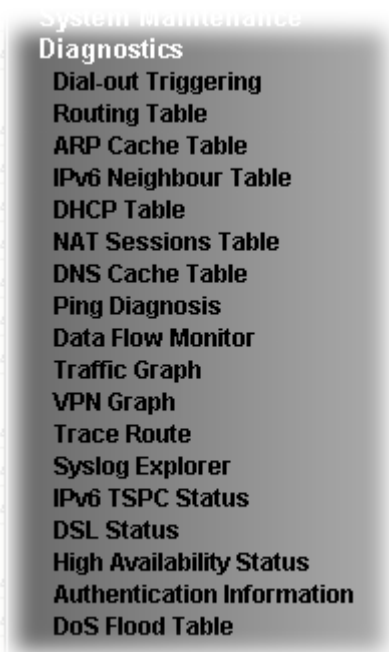 System Maintenance
Diagnostics
Dial-out Triggering
Routing Table
ARP Cache Table
IPv6 Neighbour Table
DHCP Table
NAT Sessions Table
DNS Cache Table
Ping Diagnosis
Data Flow Monitor
Traffic Graph
VPN Graph
Trace Route
Syslog Explorer
IPv6 TSPC Status
DSL Status
High Availability Status
Authentication Information
DoS Flood Table